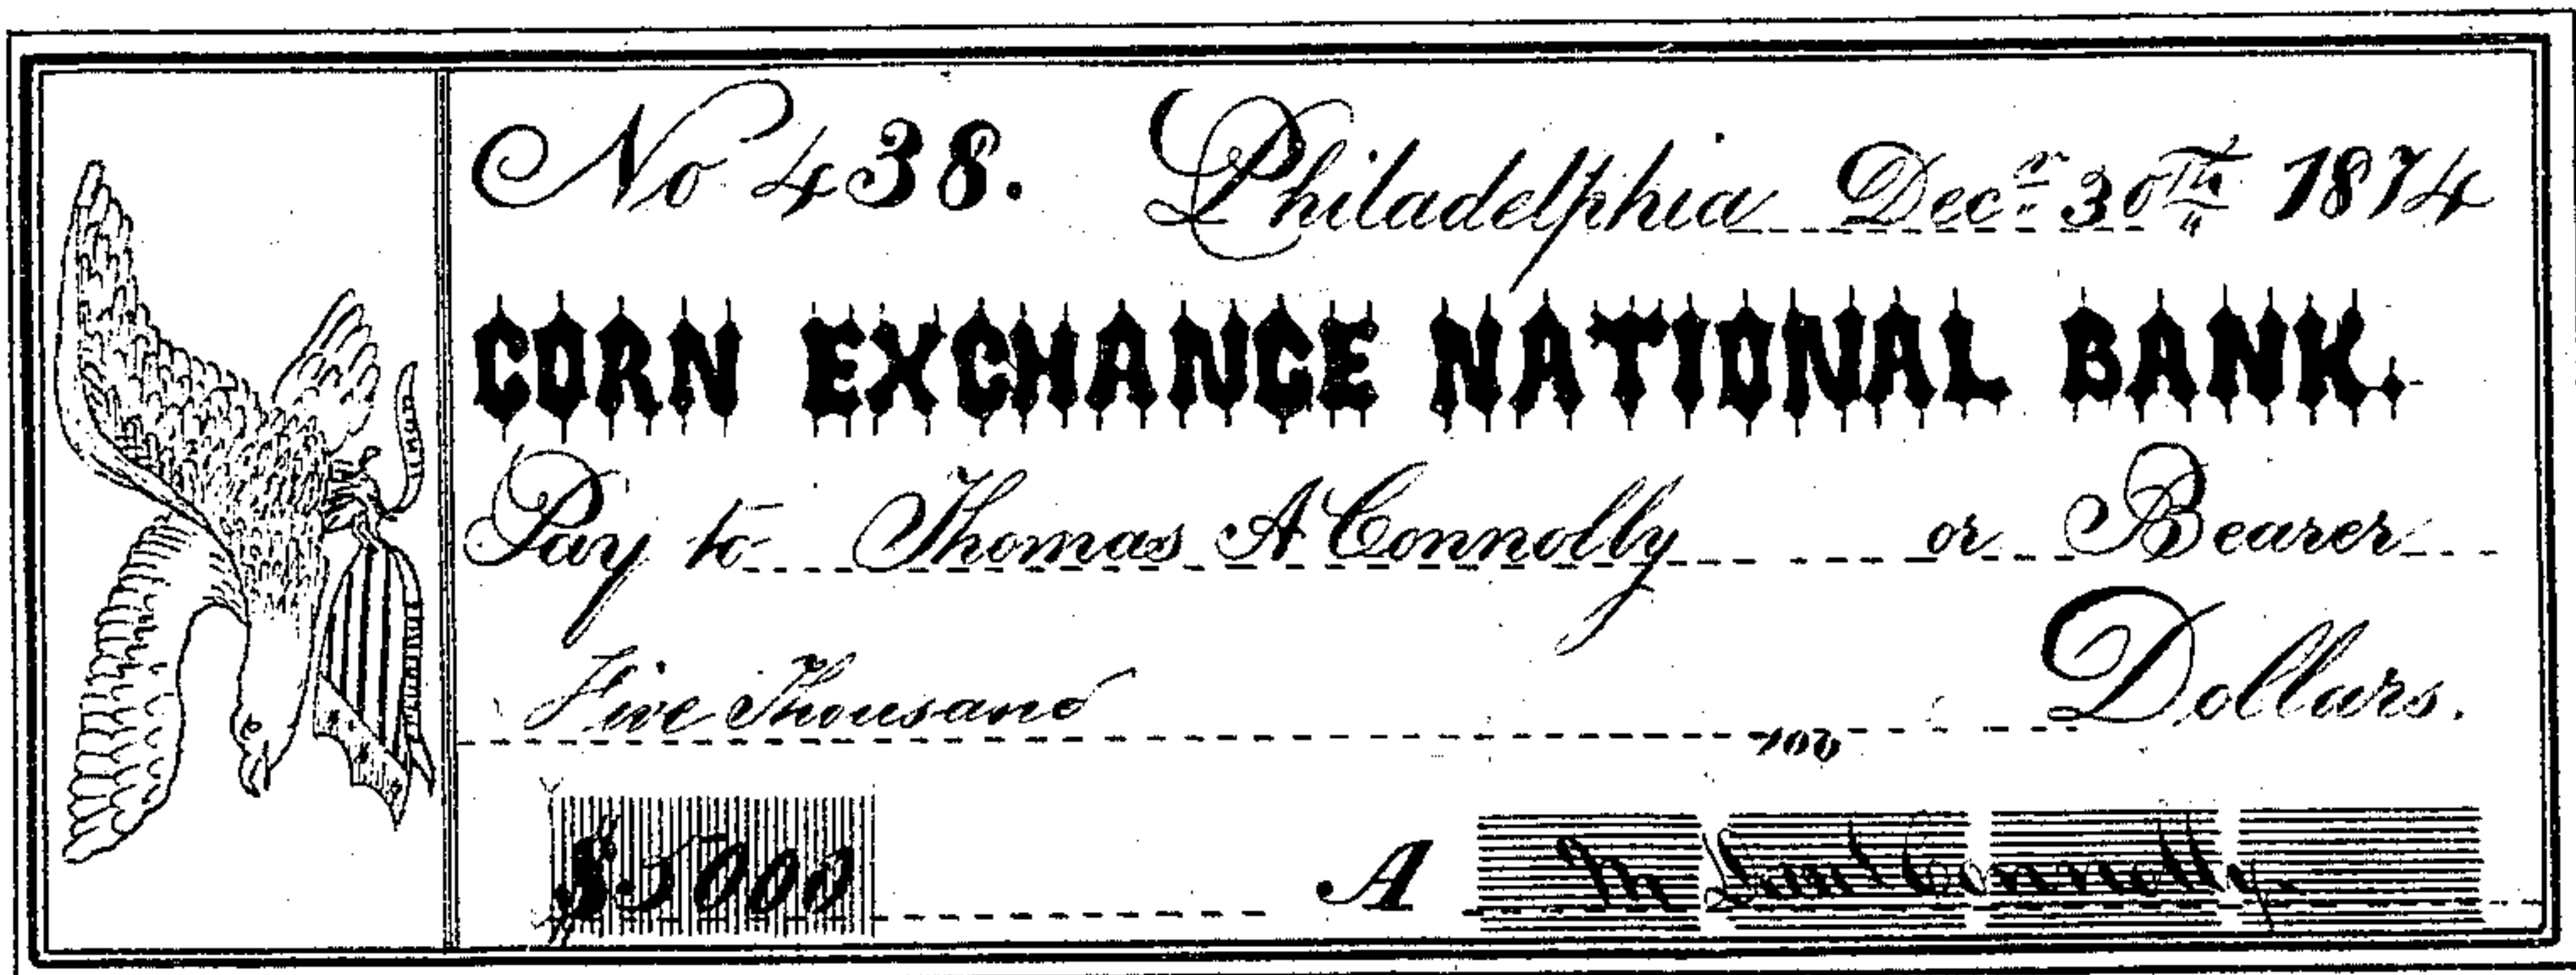 No 438. Philadelphia Decr 30th 1874
CORN EXCHANGE NATIONAL BANK.
Pay to Thomas A Connolly or Bearer
Five Thousand Dollars.
100
$5000 A M Connolly